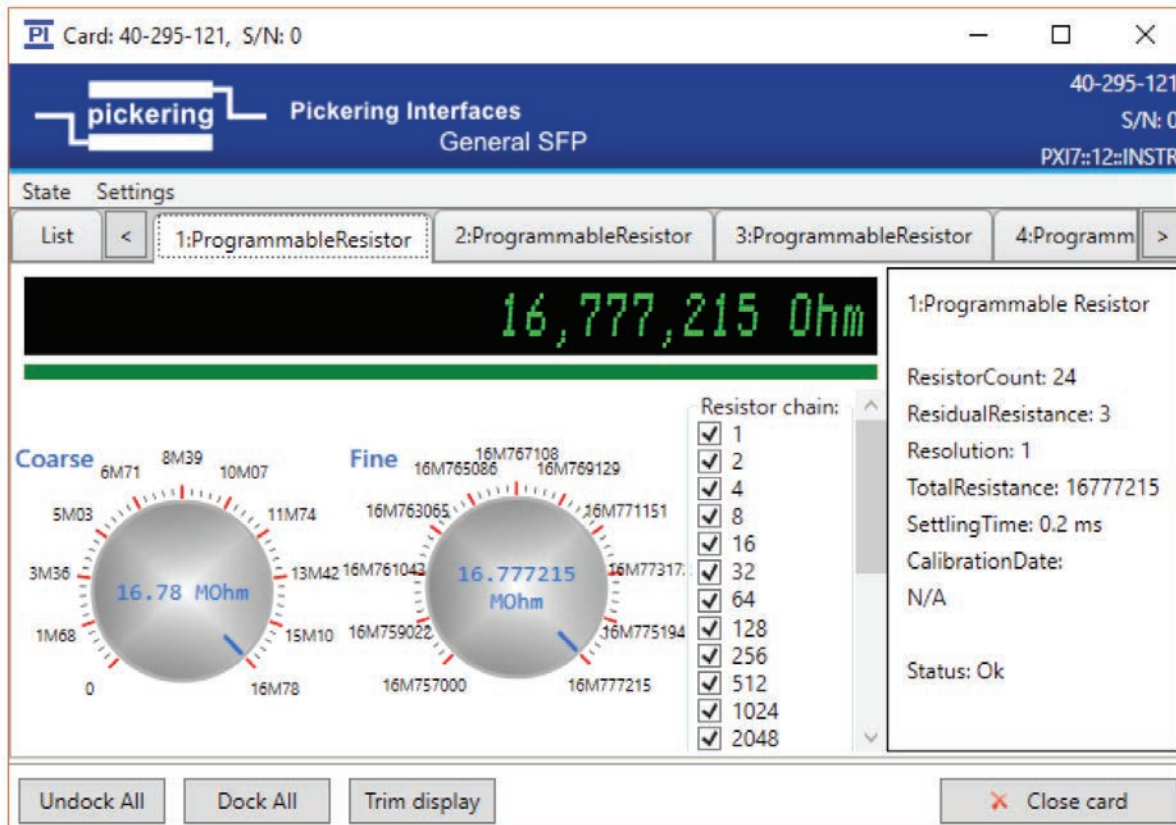 PI Card: 40-295-121, S/N: 0
pickering
Pickering Interfaces
General SFP
40-295-121
S/N: 0
PXI7::12::INSTR
State Settings
List < 1:ProgrammableResistor 2:ProgrammableResistor 3:ProgrammableResistor 4:Programm >
16,777,215 Ohm
Coarse
0
1M68
3M36
5M03
6M71
8M39
10M07
11M74
13M42
15M10
16M78
16.78 MOhm
Fine
16M757000
16M759022
16M761043
16M763065
16M765086
16M767108
16M769129
16M771151
16M77317
16M775194
16M777215
16.777215
MOhm
Resistor chain:
1
2
4
8
16
32
64
128
256
512
1024
2048
1:Programmable Resistor
ResistorCount: 24
ResidualResistance: 3
Resolution: 1
TotalResistance: 16777215
SettlingTime: 0.2 ms
CalibrationDate:
N/A
Status: Ok
Undock All Dock All Trim display Close card